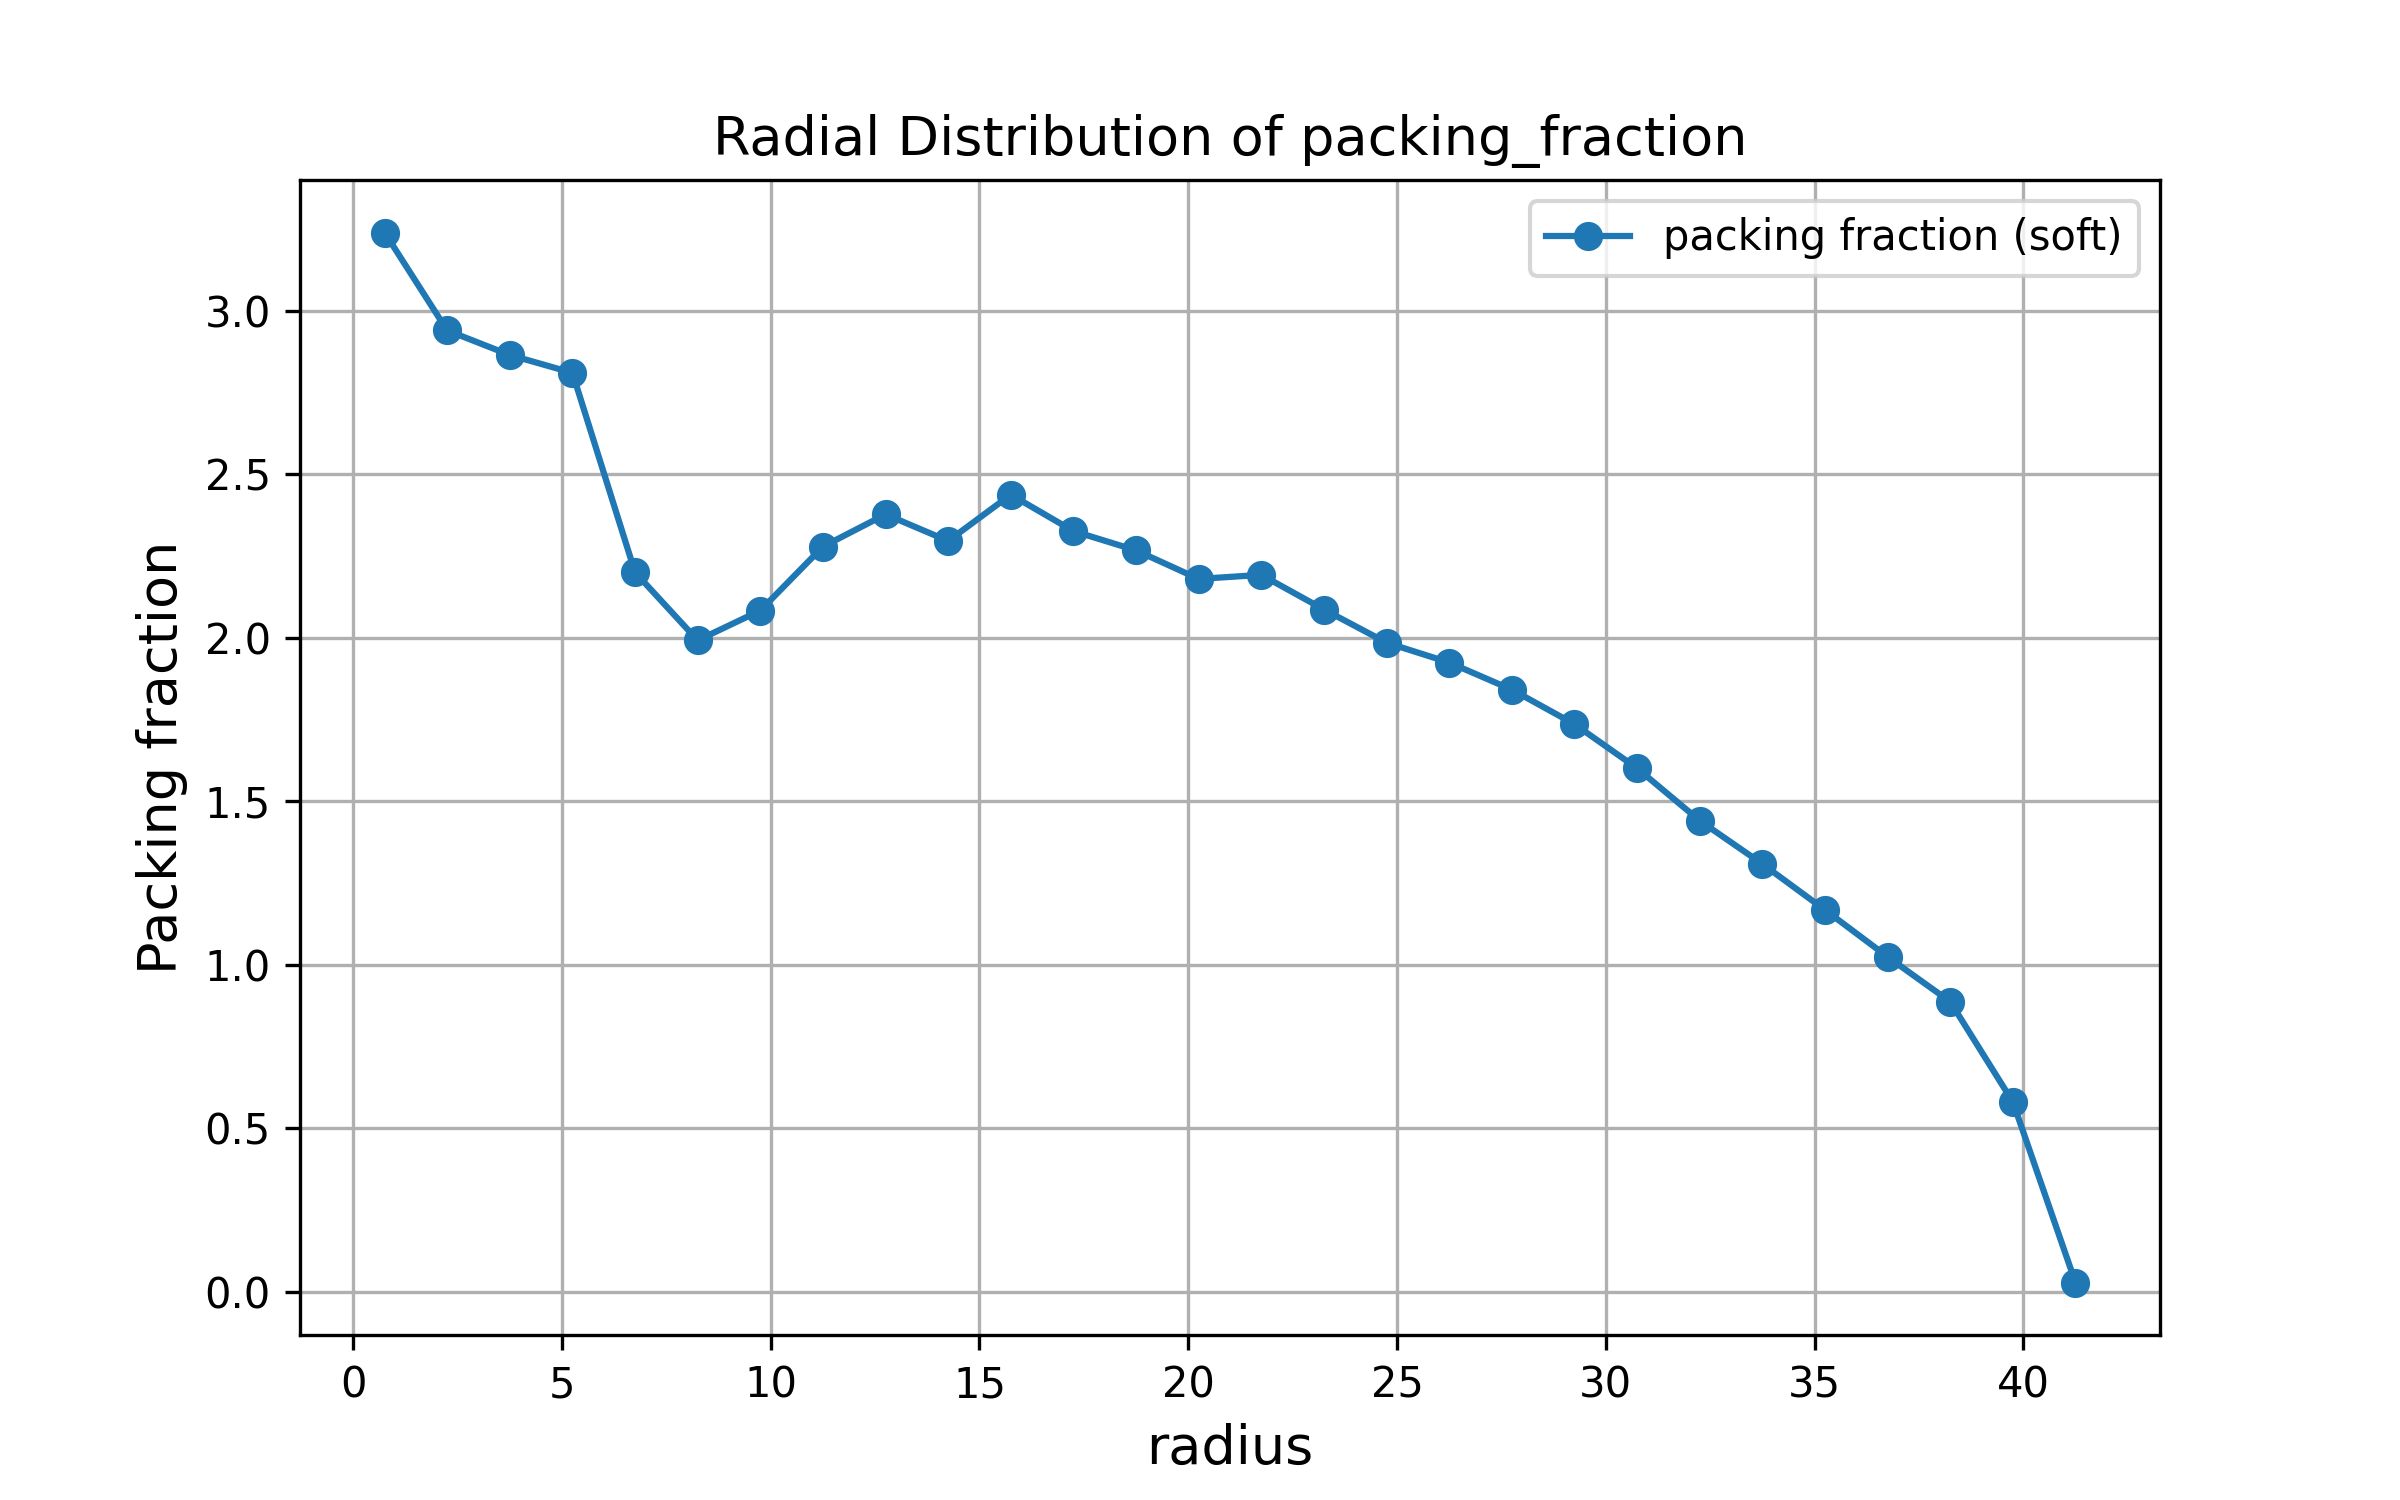 Radial Distribution of packing_fraction
packing fraction (soft)
Packing fraction
3.0
2.5
2.0
1.5
1.0
0.5
0.0
0 5 10 15 20 25 30 35 40
radius